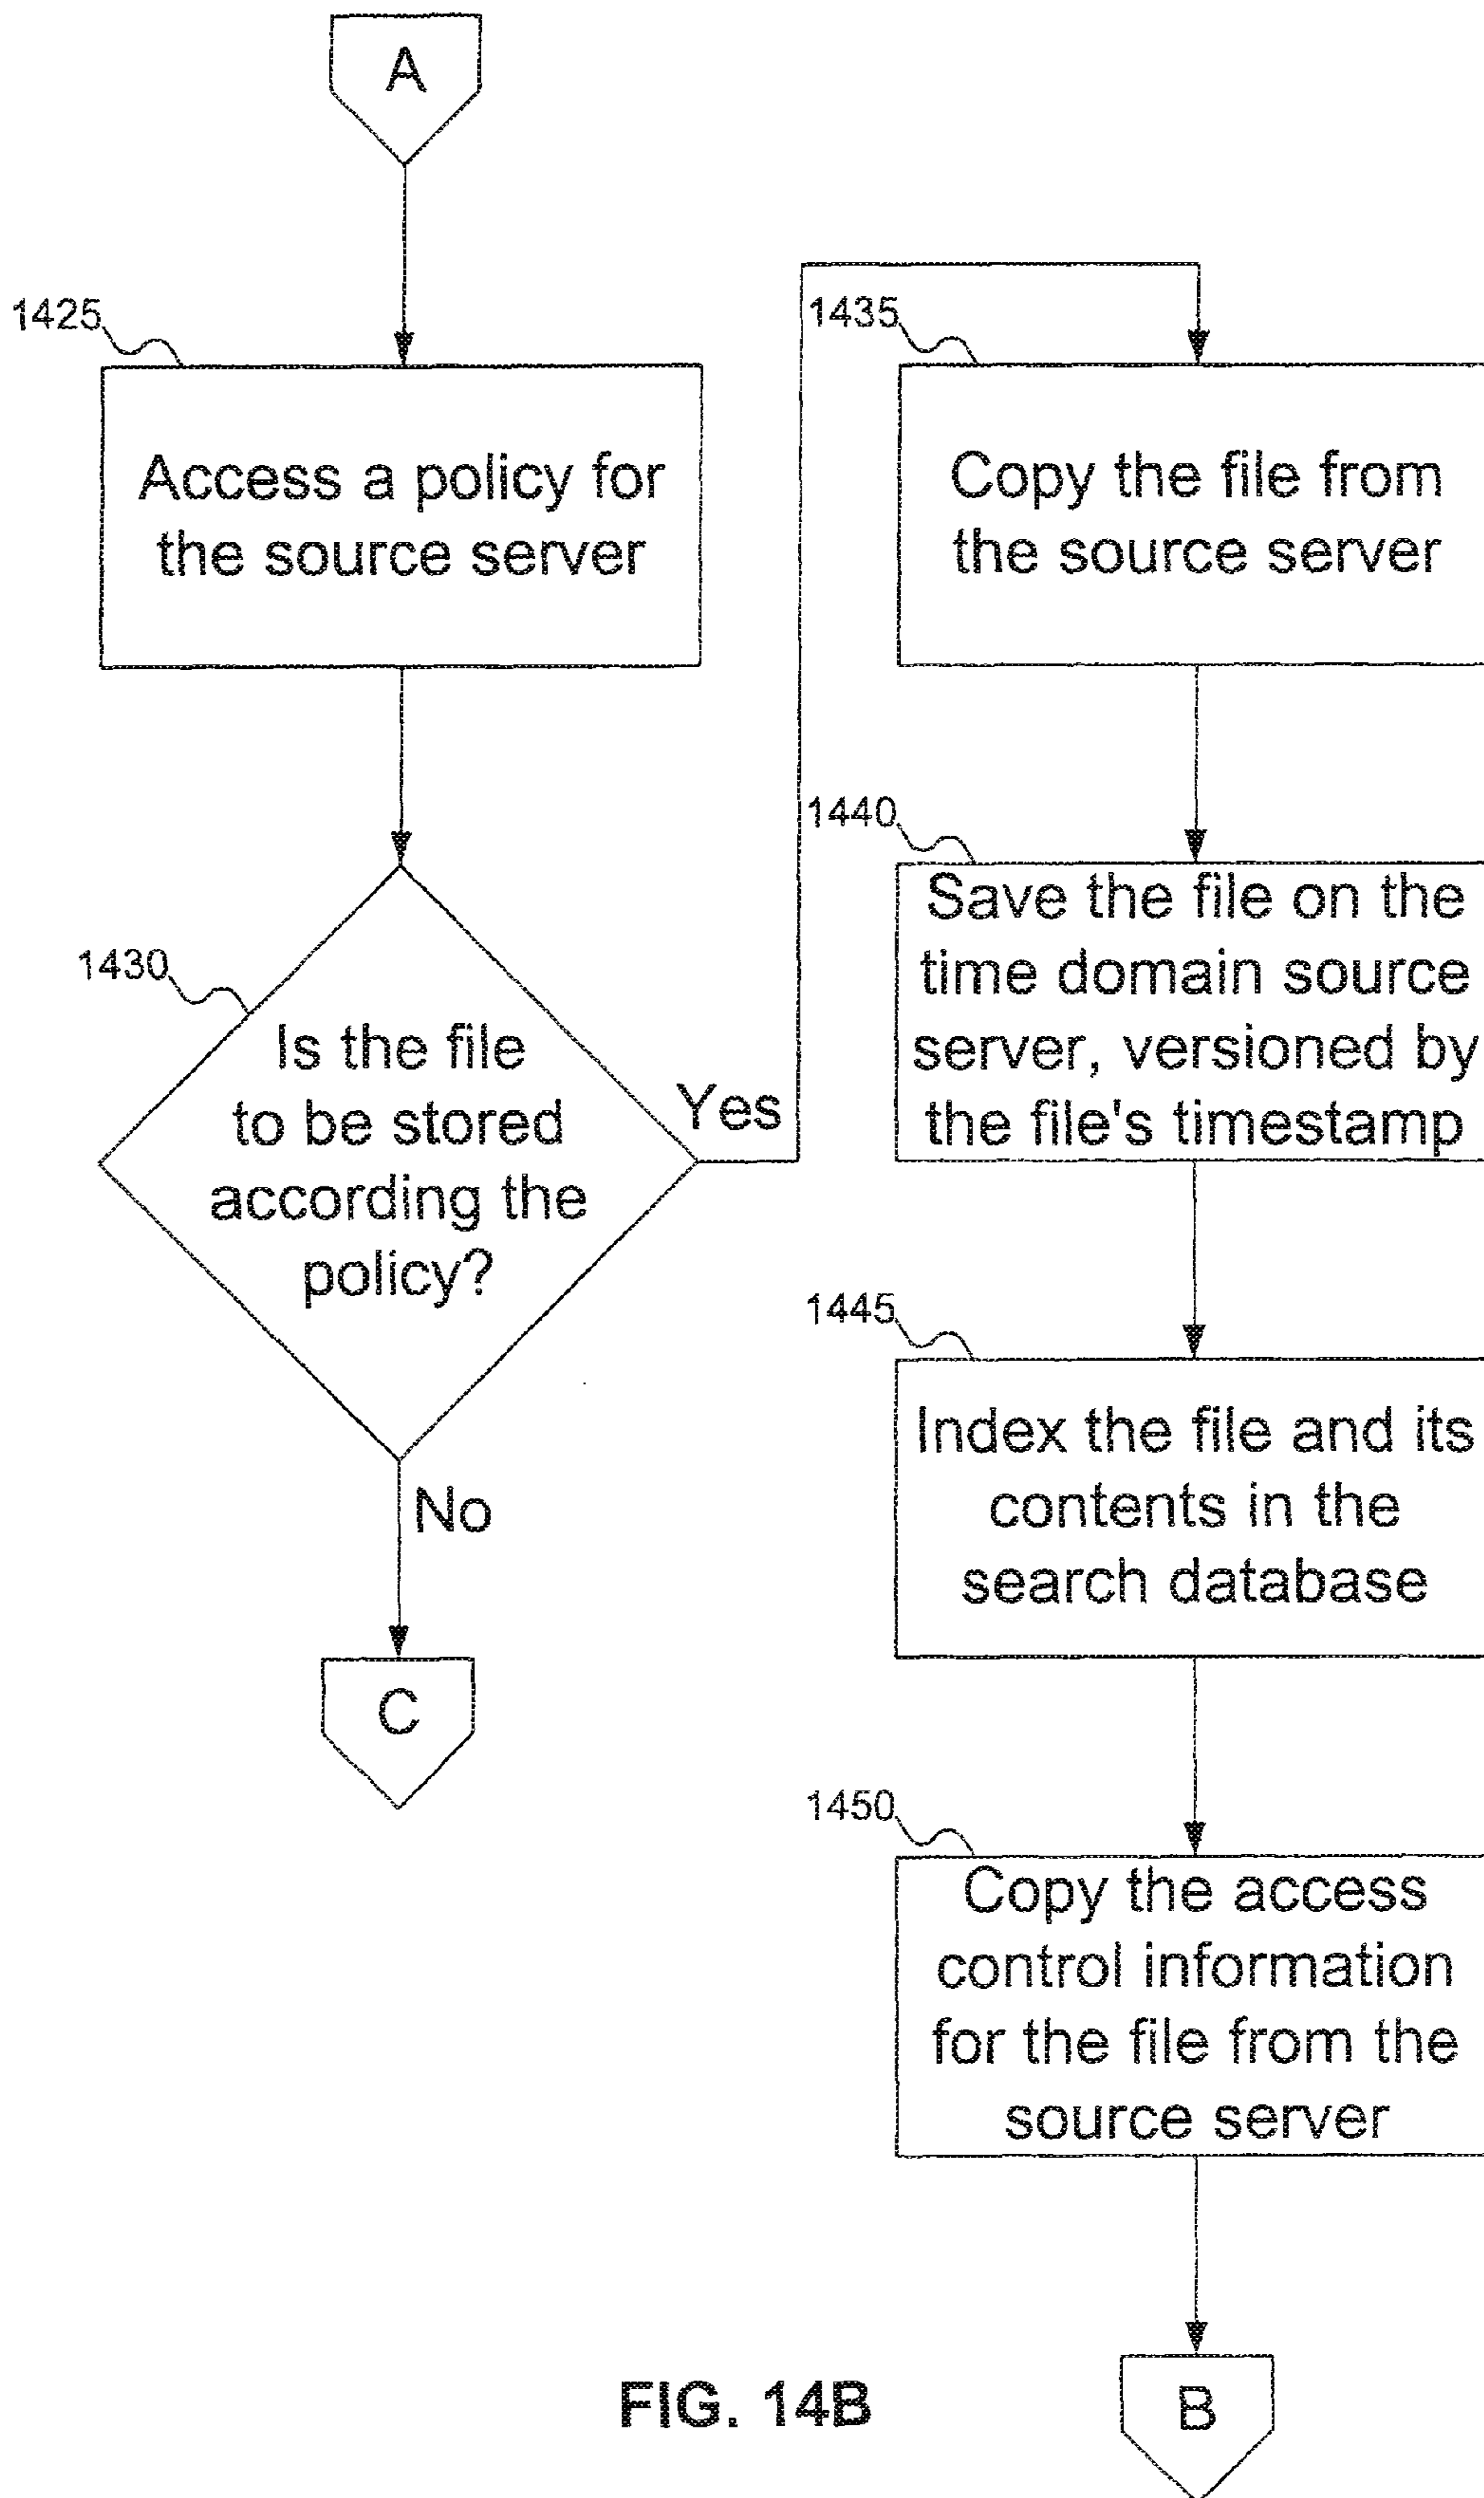 A
1425
Access a policy for
the source server
1430
Is the file
to be stored
according the
policy?
Yes
No
C
1435
Copy the file from
the source server
1440
Save the file on the
time domain source
server, versioned by
the file's timestamp
1445
Index the file and its
contents in the
search database
1450
Copy the access
control information
for the file from the
source server
B
FIG. 14B